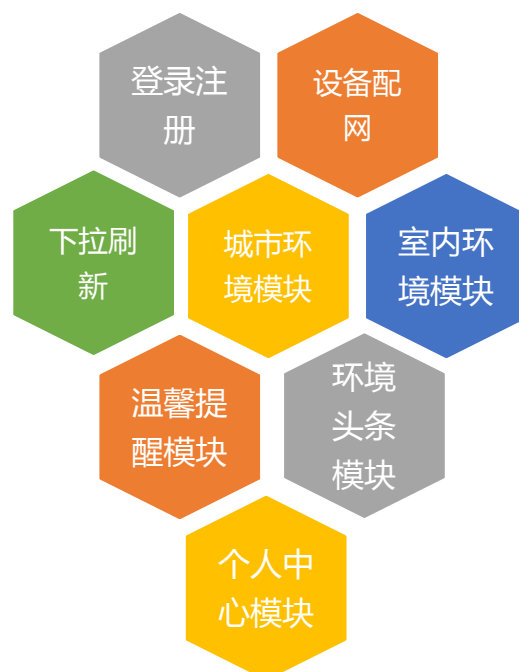 登录注
册
设备配
网
下拉刷
新
城市环
境模块
室内环
境模块
温馨提
醒模块
环境
头条
模块
个人中
心模块